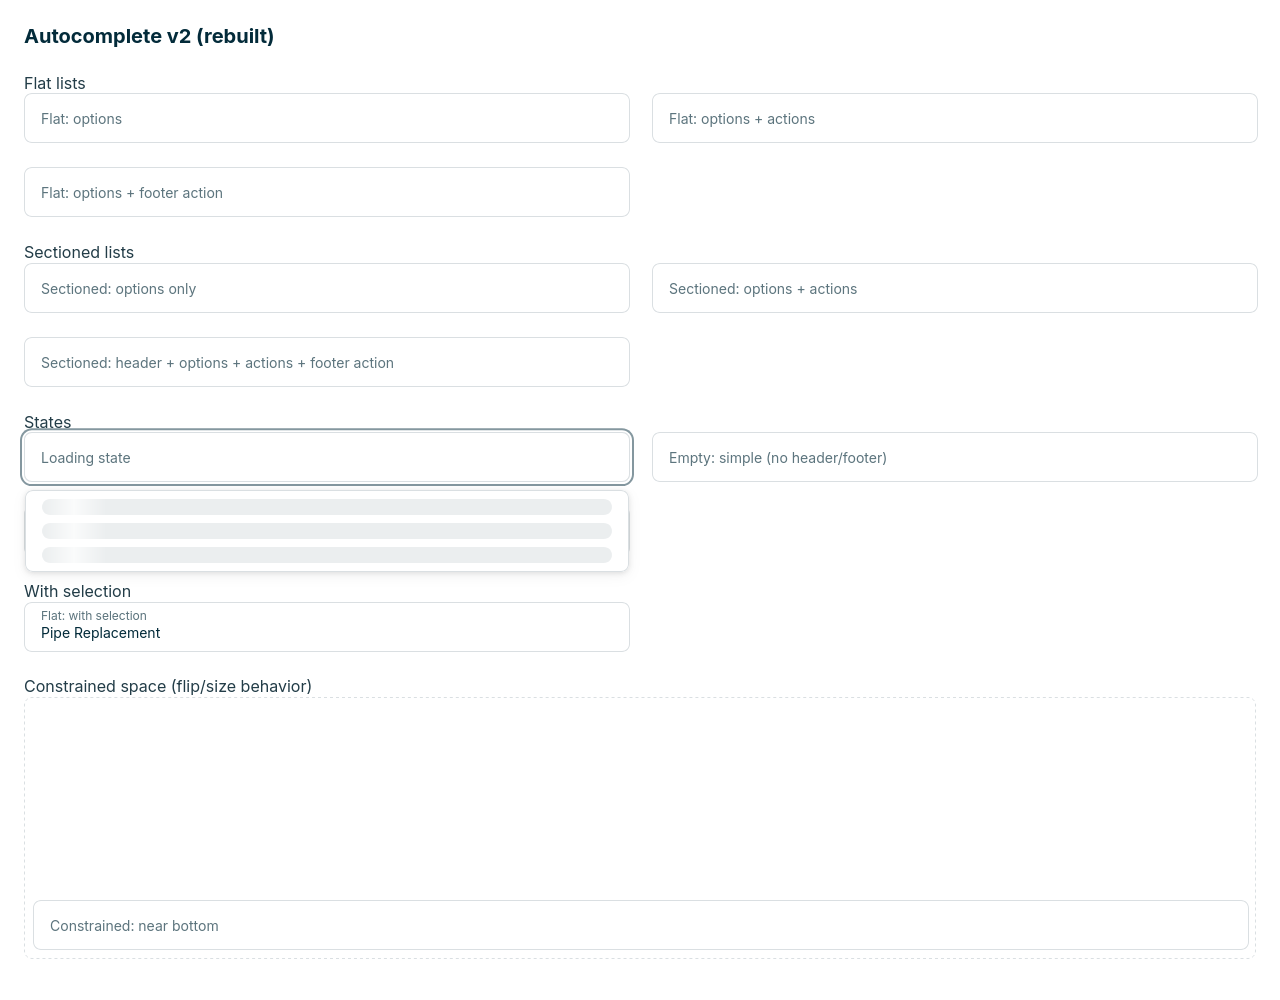 Autocomplete v2 (rebuilt)
Flat lists
Flat: options
Flat: options + actions
Flat: options + footer action
Sectioned lists
Sectioned: options only
Sectioned: options + actions
Sectioned: header + options + actions + footer action
States
Loading state
Empty: simple (no header/footer)
With selection
Flat: with selection
Pipe Replacement
Constrained space (flip/size behavior)
Constrained: near bottom